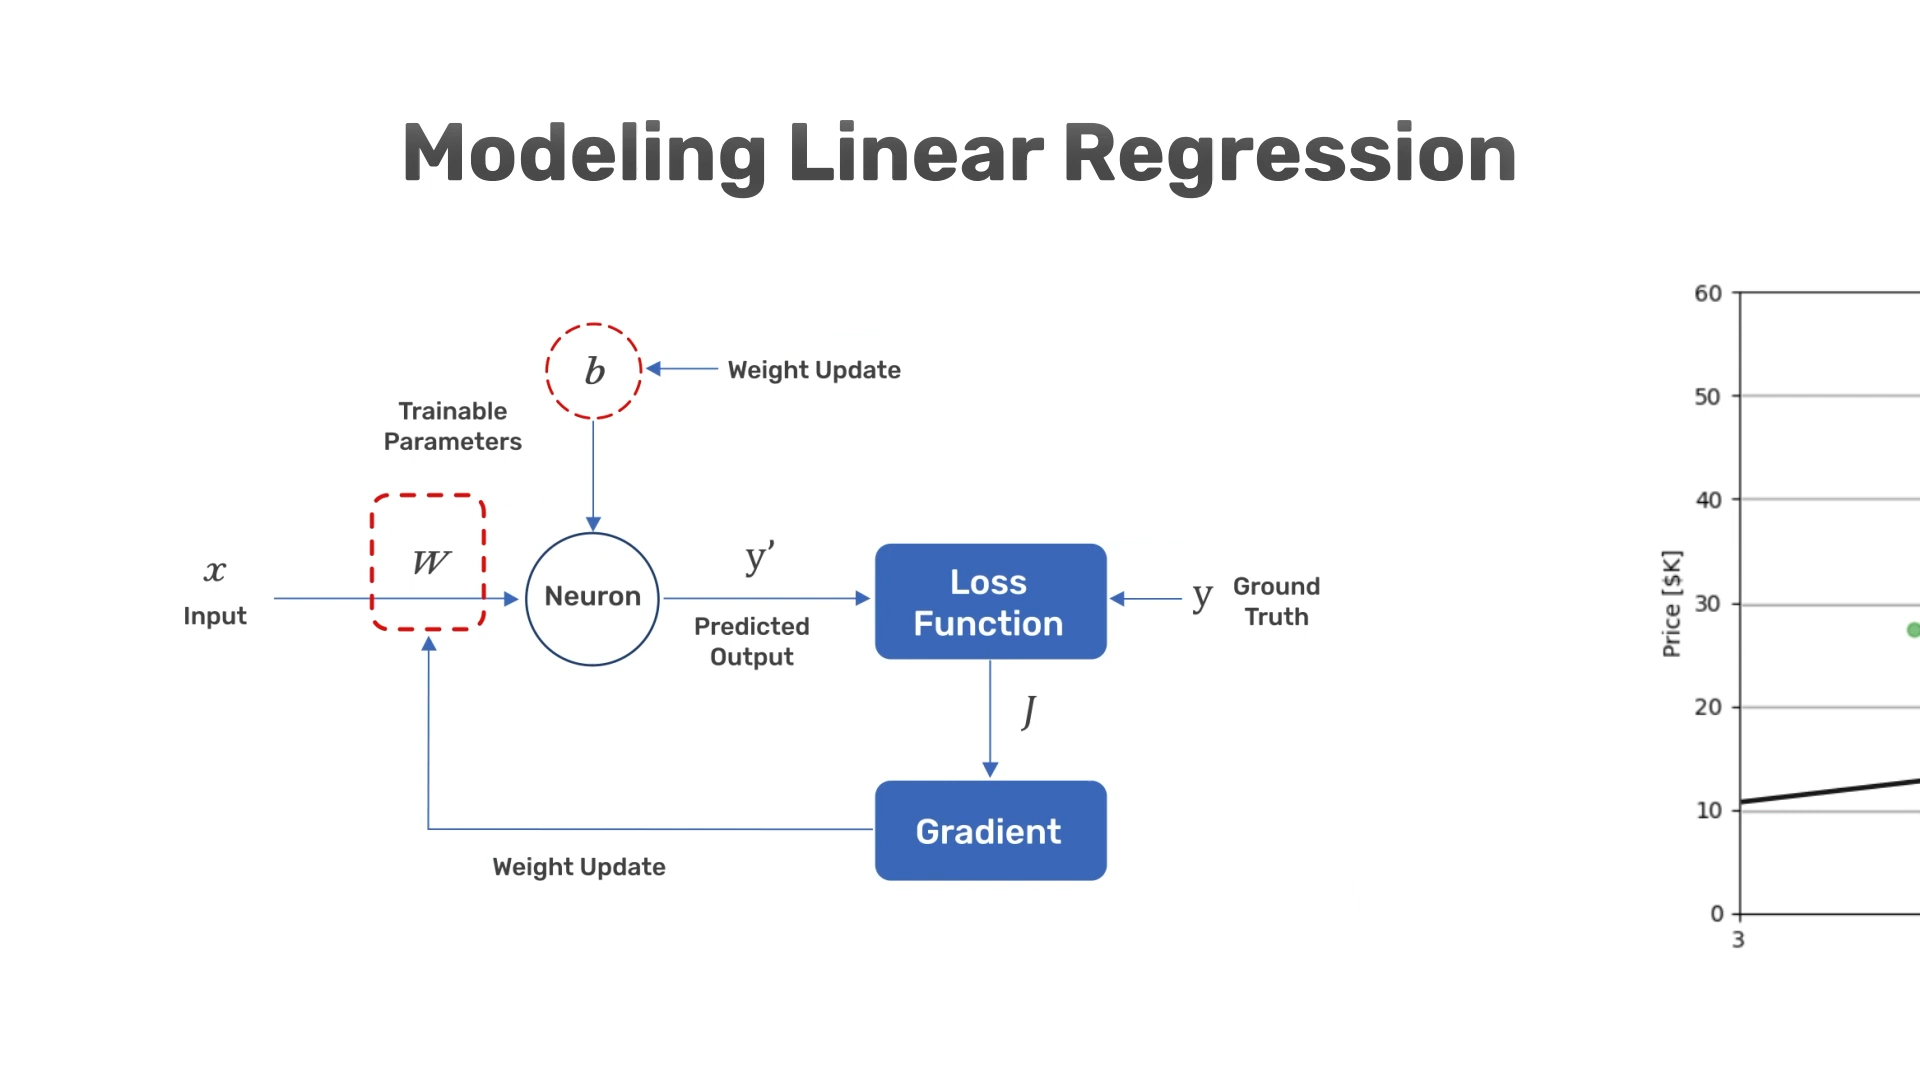 Modeling Linear Regression
b
Weight Update
Trainable
Parameters
x
Input
W
Neuron
y’
Predicted
Output
Loss
Function
y
Ground
Truth
J
Gradient
Weight Update
Price [$K]
60
50
40
30
20
10
0
3